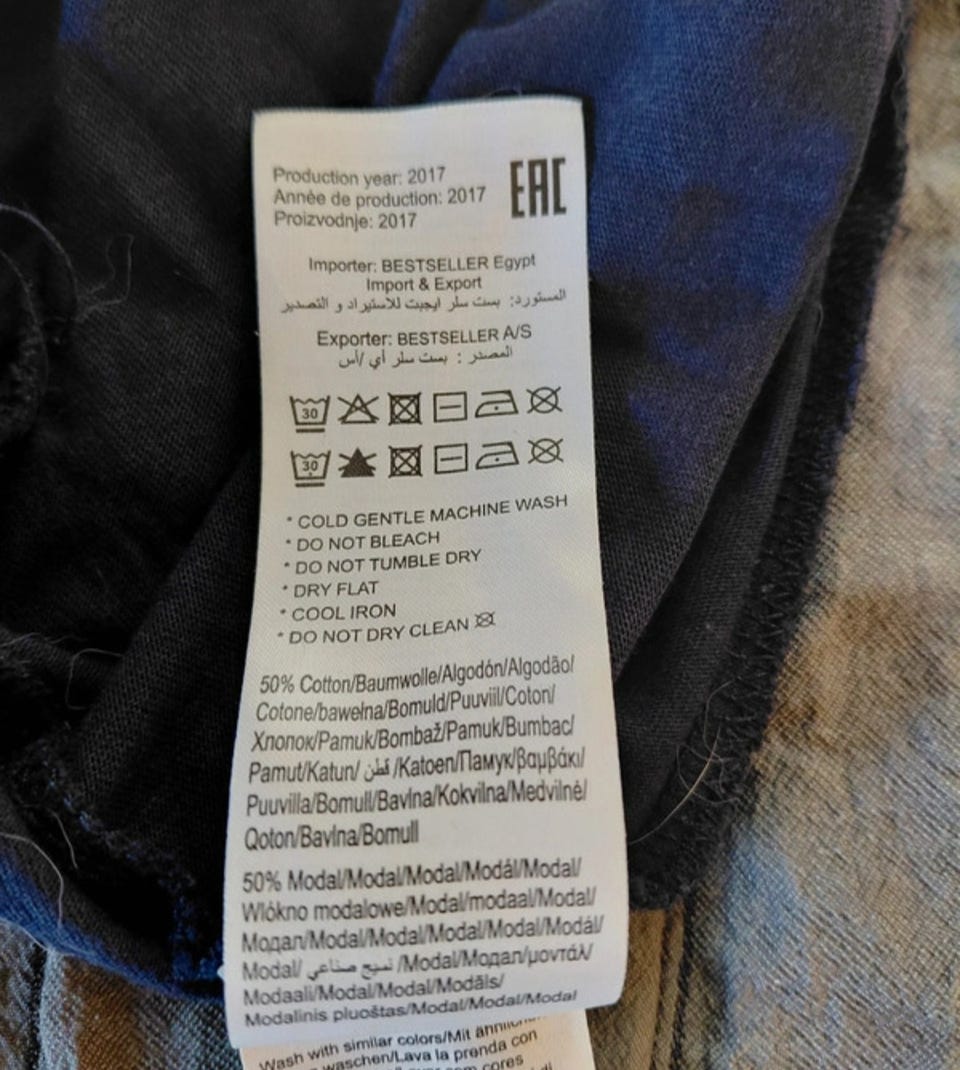 Production year: 2017
Année de production: 2017
Proizvodnje: 2017
EAC
Importer: BESTSELLER Egypt
Import & Export
المستورد: بست سلر ايجبت للاستيراد و التصدير
Exporter: BESTSELLER A/S
المصدر : بست سلر أي /أس
30
30
* COLD GENTLE MACHINE WASH
* DO NOT BLEACH
* DO NOT TUMBLE DRY
* DRY FLAT
* COOL IRON
* DO NOT DRY CLEAN
50% Cotton/Baumwolle/Algodón/Algodão/
Cotone/bawełna/Bomuld/Puuviil/Coton/
Хлопок/Pamuk/Bombaž/Pamuk/Bumbac/
Pamut/Katun/ قطن /Katoen/Памук/βαμβάκι/
Puuvilla/Bomull/Bavlna/Kokvilna/Medvilnė/
Qoton/Bavlna/Bomull
50% Modal/Modal/Modal/Modál/Modal/
Włókno modalowe/Modal/modaal/Modal/
Модал/Modal/Modal/Modal/Modal/Modál/
Modal/ نسيج صناعي /Modal/Модал/μοντάλ/
Modaali/Modal/Modal/Modāls/
Modalinis pluoštas/Modal/Modal/Modal
Wash with similar colors/Mit
waschen/Lava la prenda con
com cores